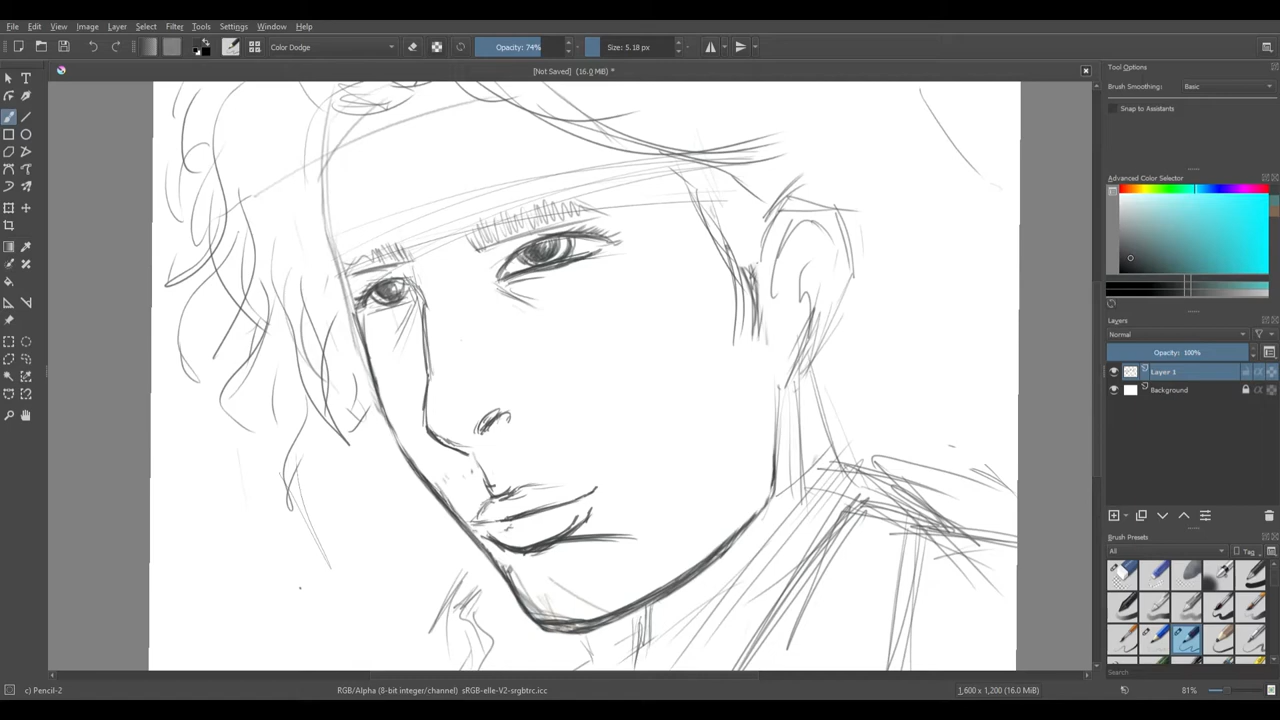 File Edit View Image Layer Select Filter Tools Settings Window Help
Color Dodge Opacity: 74% Size: 5.18 px
[Not Saved] (16.0 MiB) *
Tool Options
Brush Smoothing: Basic
Snap to Assistants
Advanced Color Selector
Layers
Normal
Opacity: 100%
Layer 1
Background
Brush Presets
All Tag
Search
c) Pencil-2 RGB/Alpha (8-bit integer/channel) sRGB-elle-V2-srgbtrc.icc 1,600 x 1,200 (16.0 MiB) 81%